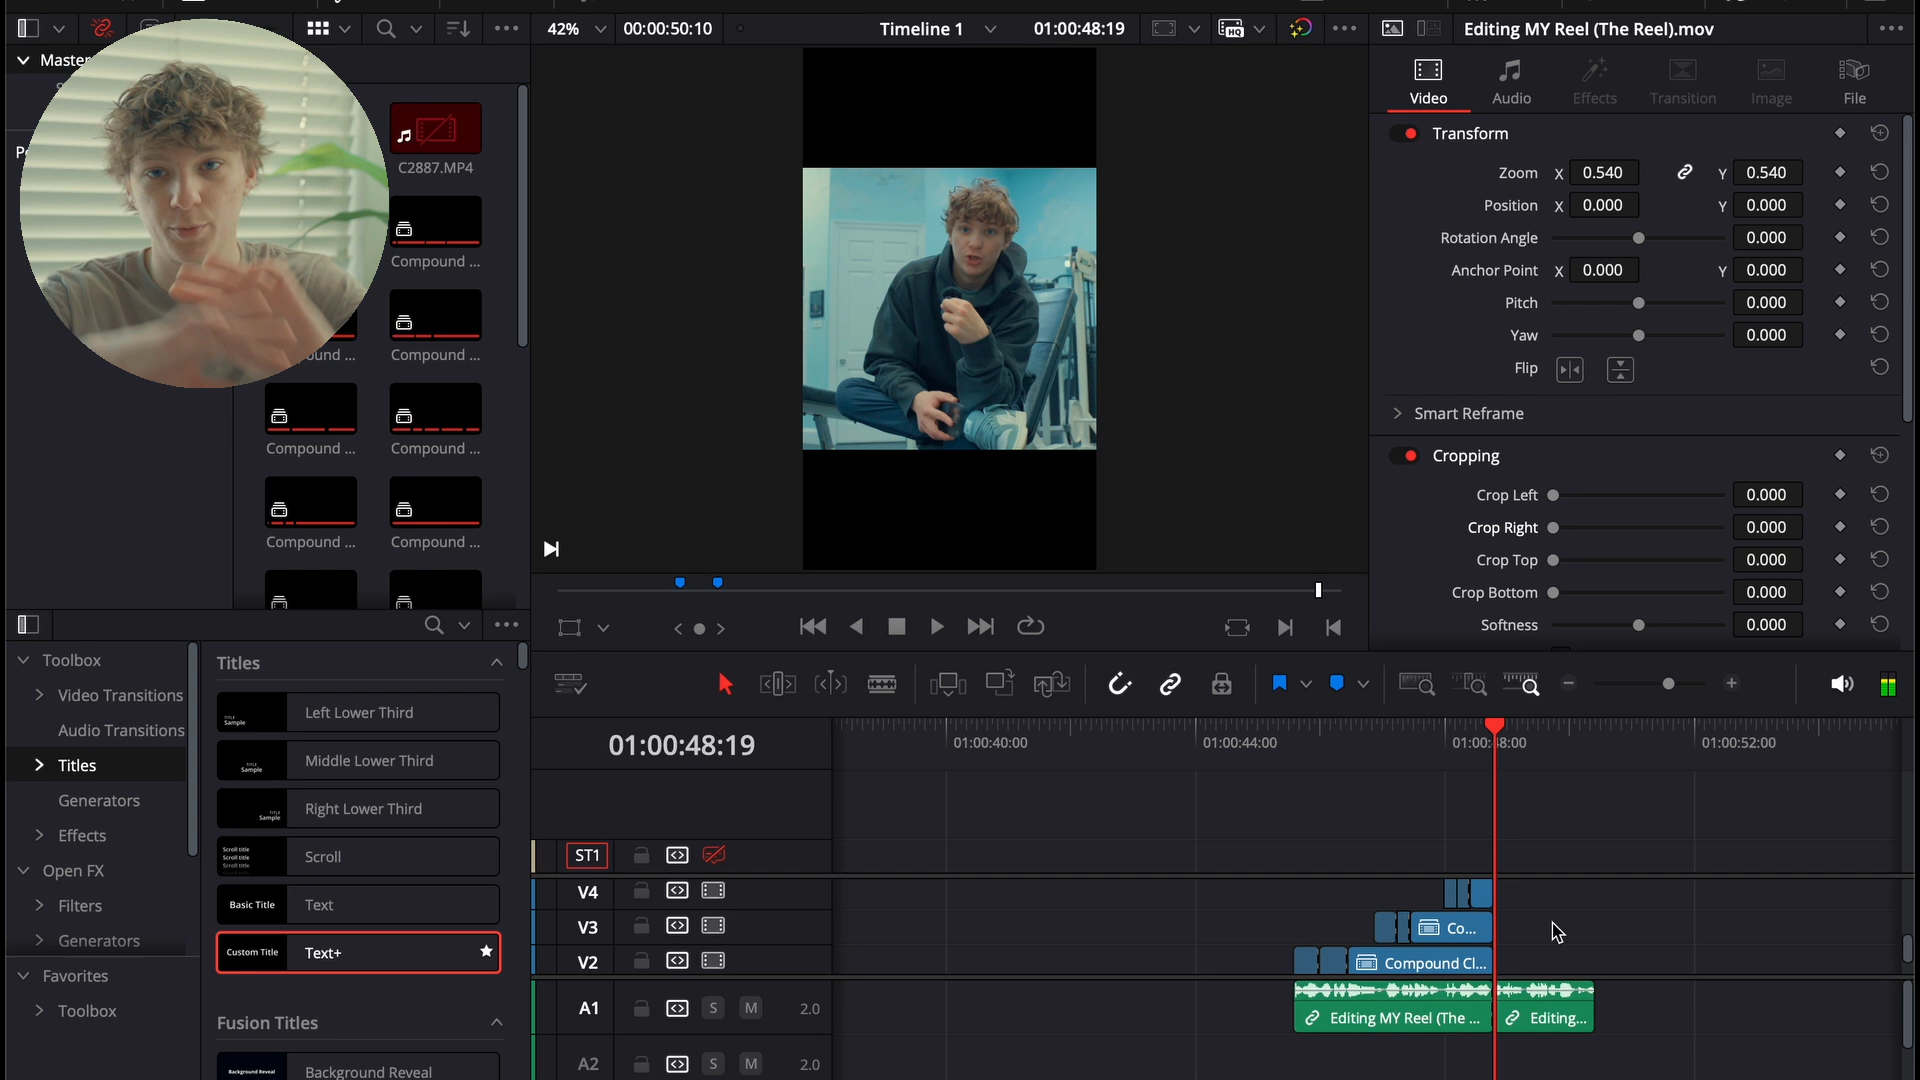 42%
00:00:50:10
Timeline 1
01:00:48:19
HQ
Editing MY Reel (The Reel).mov
Master
C2887.MP4
Compound ...
Compound ...
Compound ...
Compound ...
Compound ...
Compound ...
Video
Audio
Effects
Transition
Image
File
Transform
Zoom X 0.540 Y 0.540
Position X 0.000 Y 0.000
Rotation Angle 0.000
Anchor Point X 0.000 Y 0.000
Pitch 0.000
Yaw 0.000
Flip
Smart Reframe
Cropping
Crop Left 0.000
Crop Right 0.000
Crop Top 0.000
Crop Bottom 0.000
Softness 0.000
Toolbox
Video Transitions
Audio Transitions
Titles
Generators
Effects
Open FX
Filters
Generators
Favorites
Toolbox
Titles
Left Lower Third
Middle Lower Third
Right Lower Third
Scroll
Basic Title Text
Custom Title Text+
Fusion Titles
Background Reveal Background Reveal
01:00:48:19
01:00:40:00
01:00:44:00
01:00:48:00
01:00:52:00
ST1
V4
V3 Co...
V2 Compound Cl...
A1 S M 2.0 Editing MY Reel (The ... Editing...
A2 S M 2.0